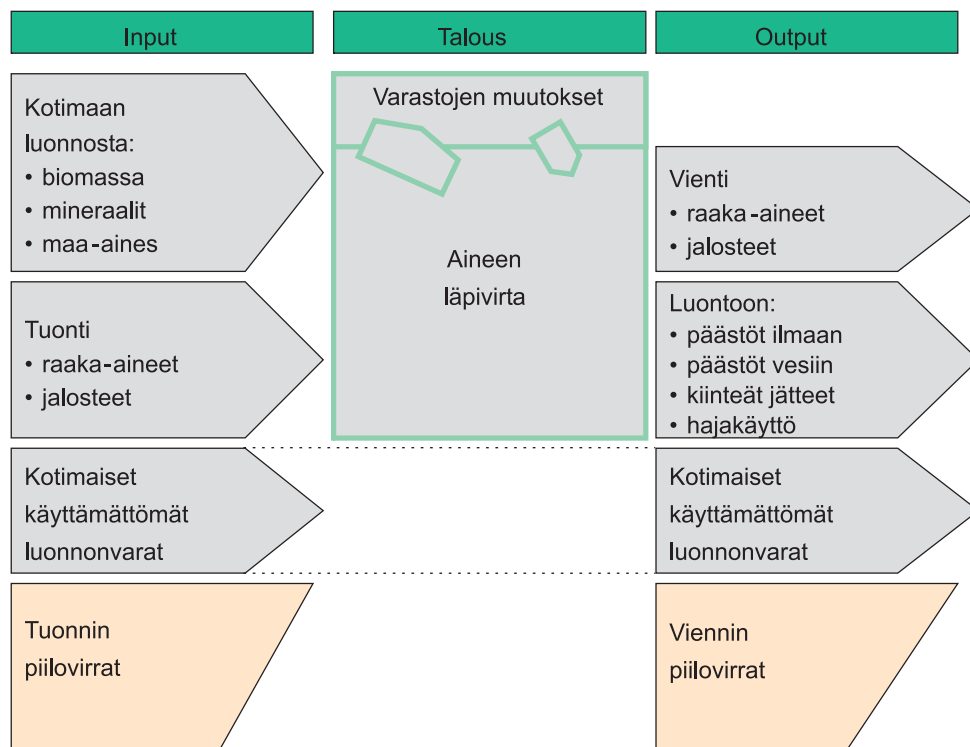 Input
Talous
Output
Kotimaan
luonnosta:
• biomassa
• mineraalit
• maa-aines
Tuonti
• raaka-aineet
• jalosteet
Kotimaiset
käyttämättömät
luonnonvarat
Tuonnin
piilovirrat
Varastojen muutokset
Aineen
läpivirta
Vienti
• raaka-aineet
• jalosteet
Luontoon:
• päästöt ilmaan
• päästöt vesiin
• kiinteät jätteet
• hajakäyttö
Kotimaiset
käyttämättömät
luonnonvarat
Viennin
piilovirrat